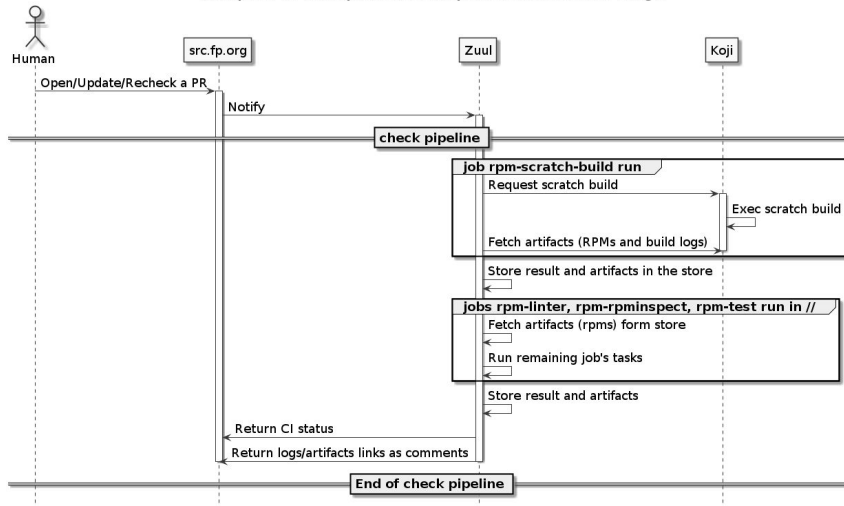 Human
src.fp.org
Zuul
Koji
Open/Update/Recheck a PR
Notify
check pipeline
job rpm-scratch-build run
Request scratch build
Exec scratch build
Fetch artifacts (RPMs and build logs)
Store result and artifacts in the store
jobs rpm-linter, rpm-rpminspect, rpm-test run in //
Fetch artifacts (rpms) form store
Run remaining job's tasks
Store result and artifacts
Return CI status
Return logs/artifacts links as comments
End of check pipeline